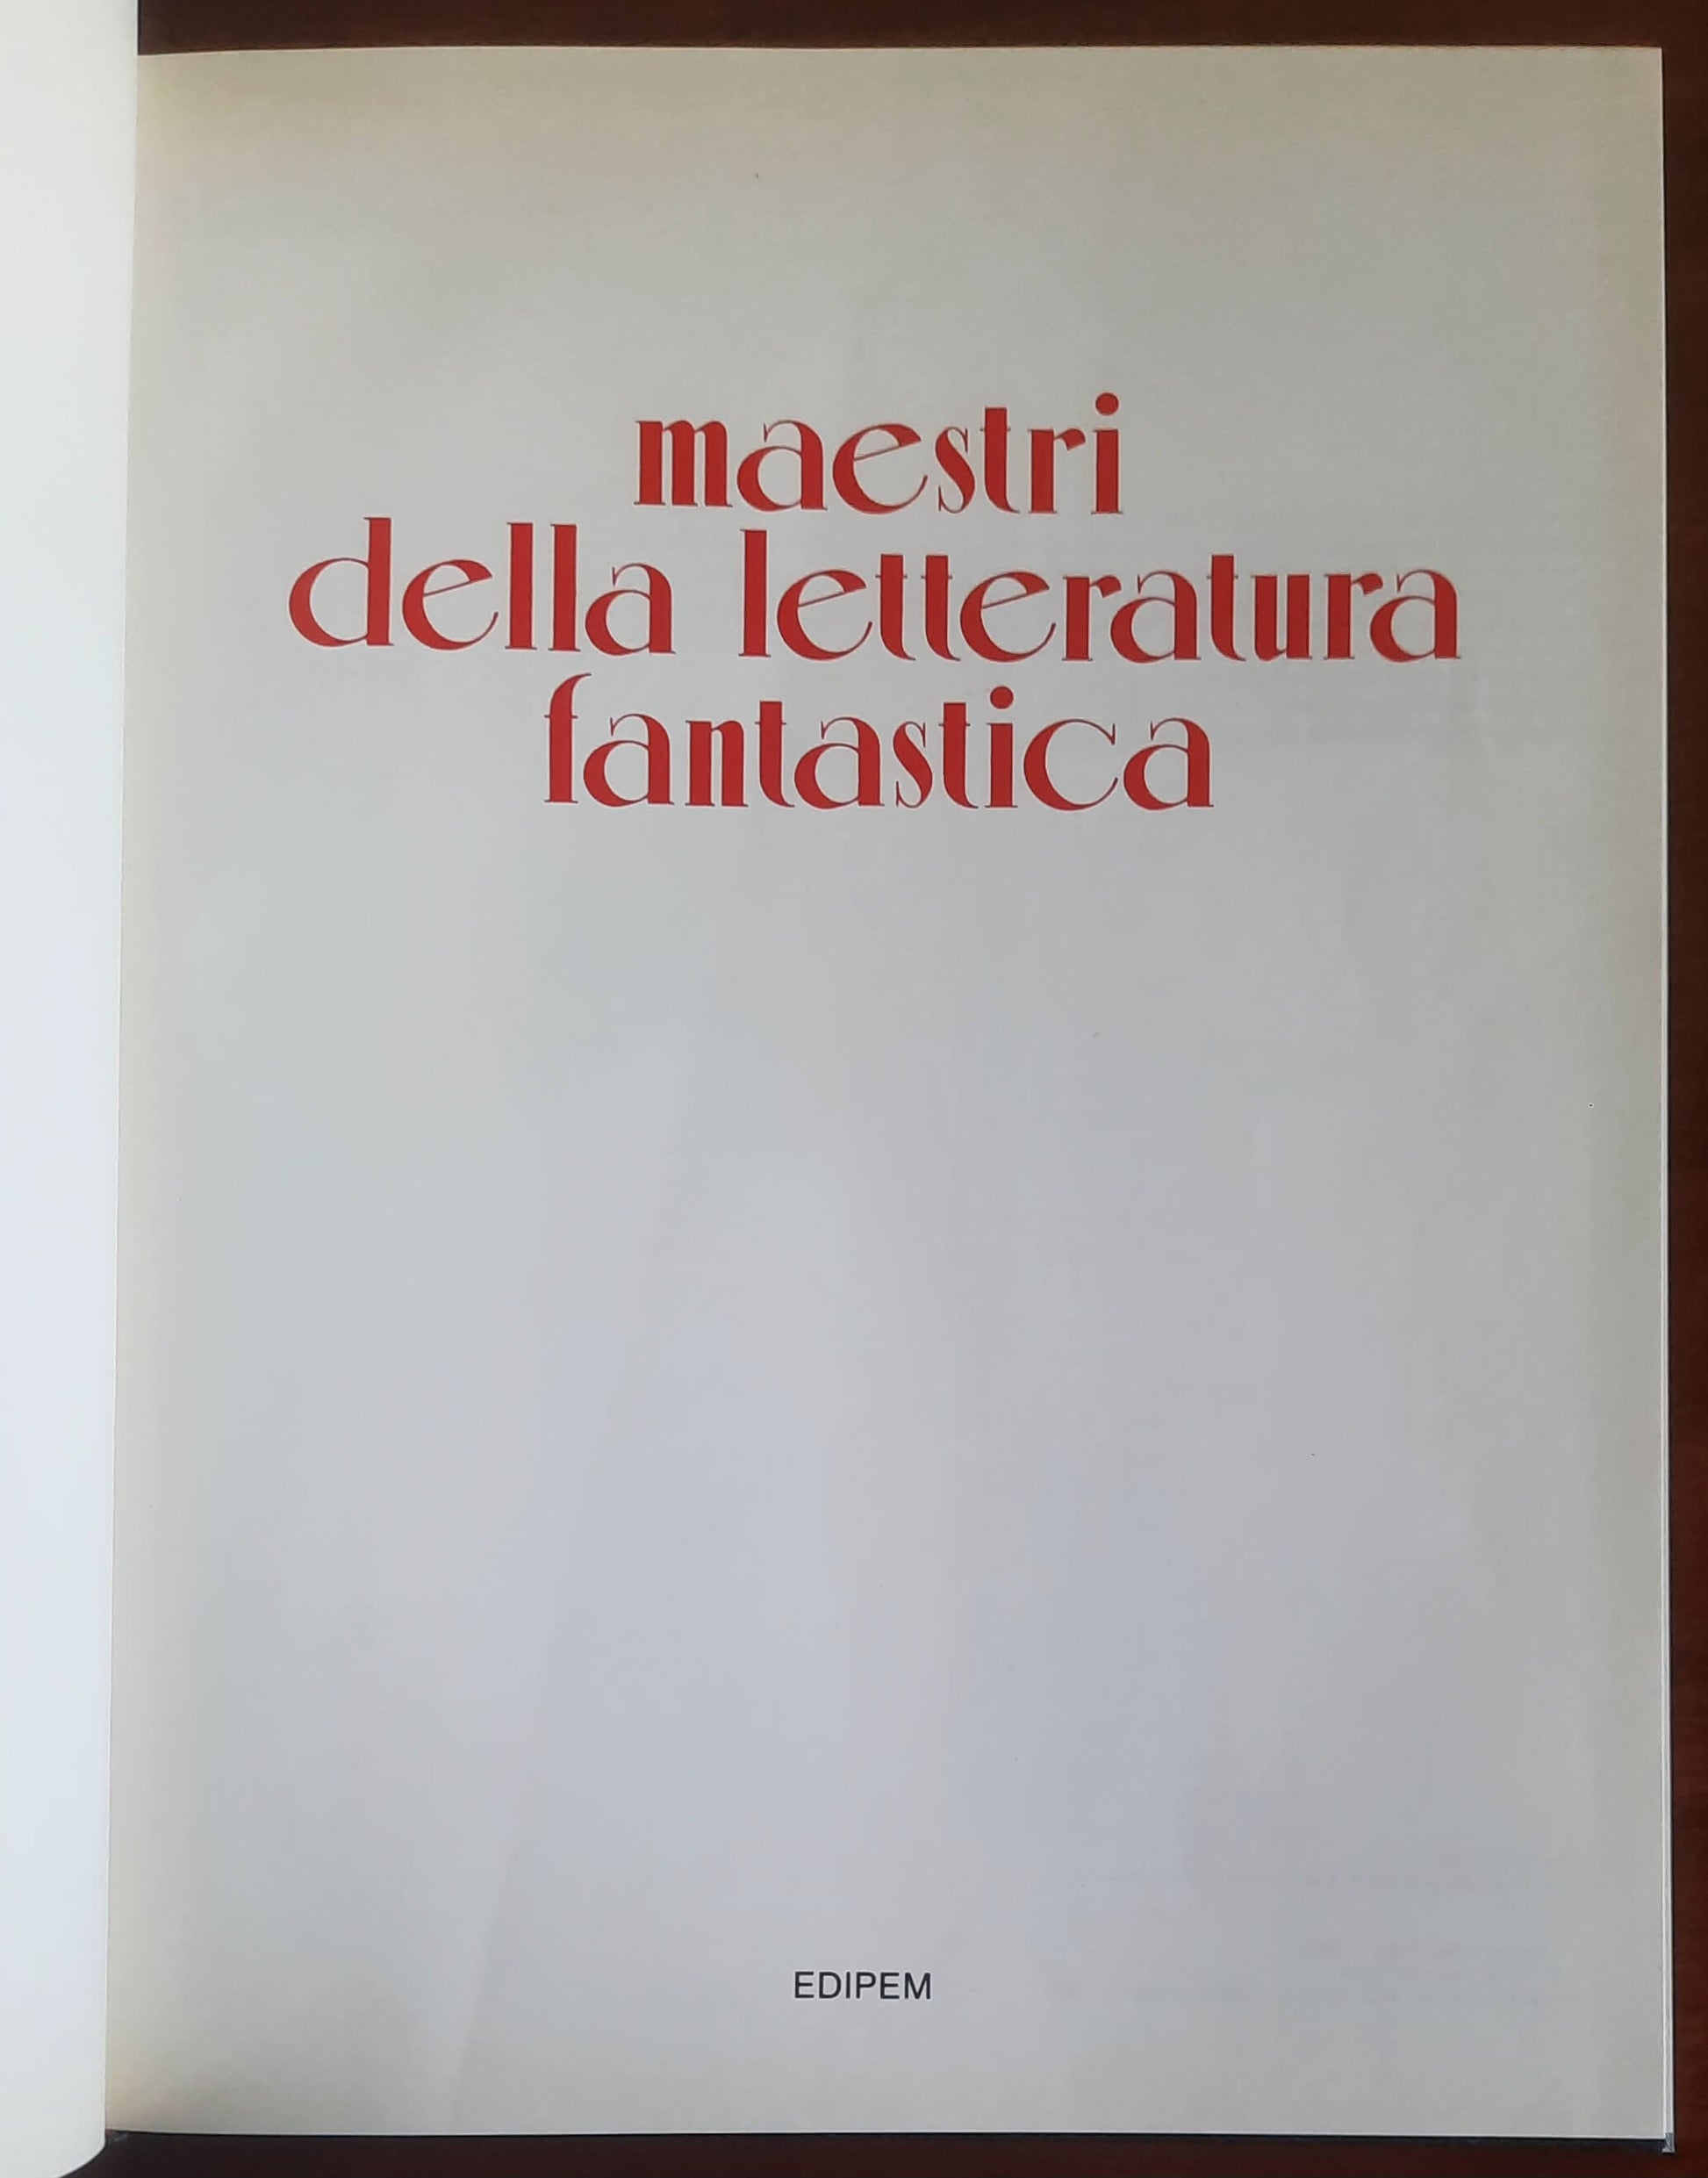 maestri
della letteratura
fantastica
EDIPEM